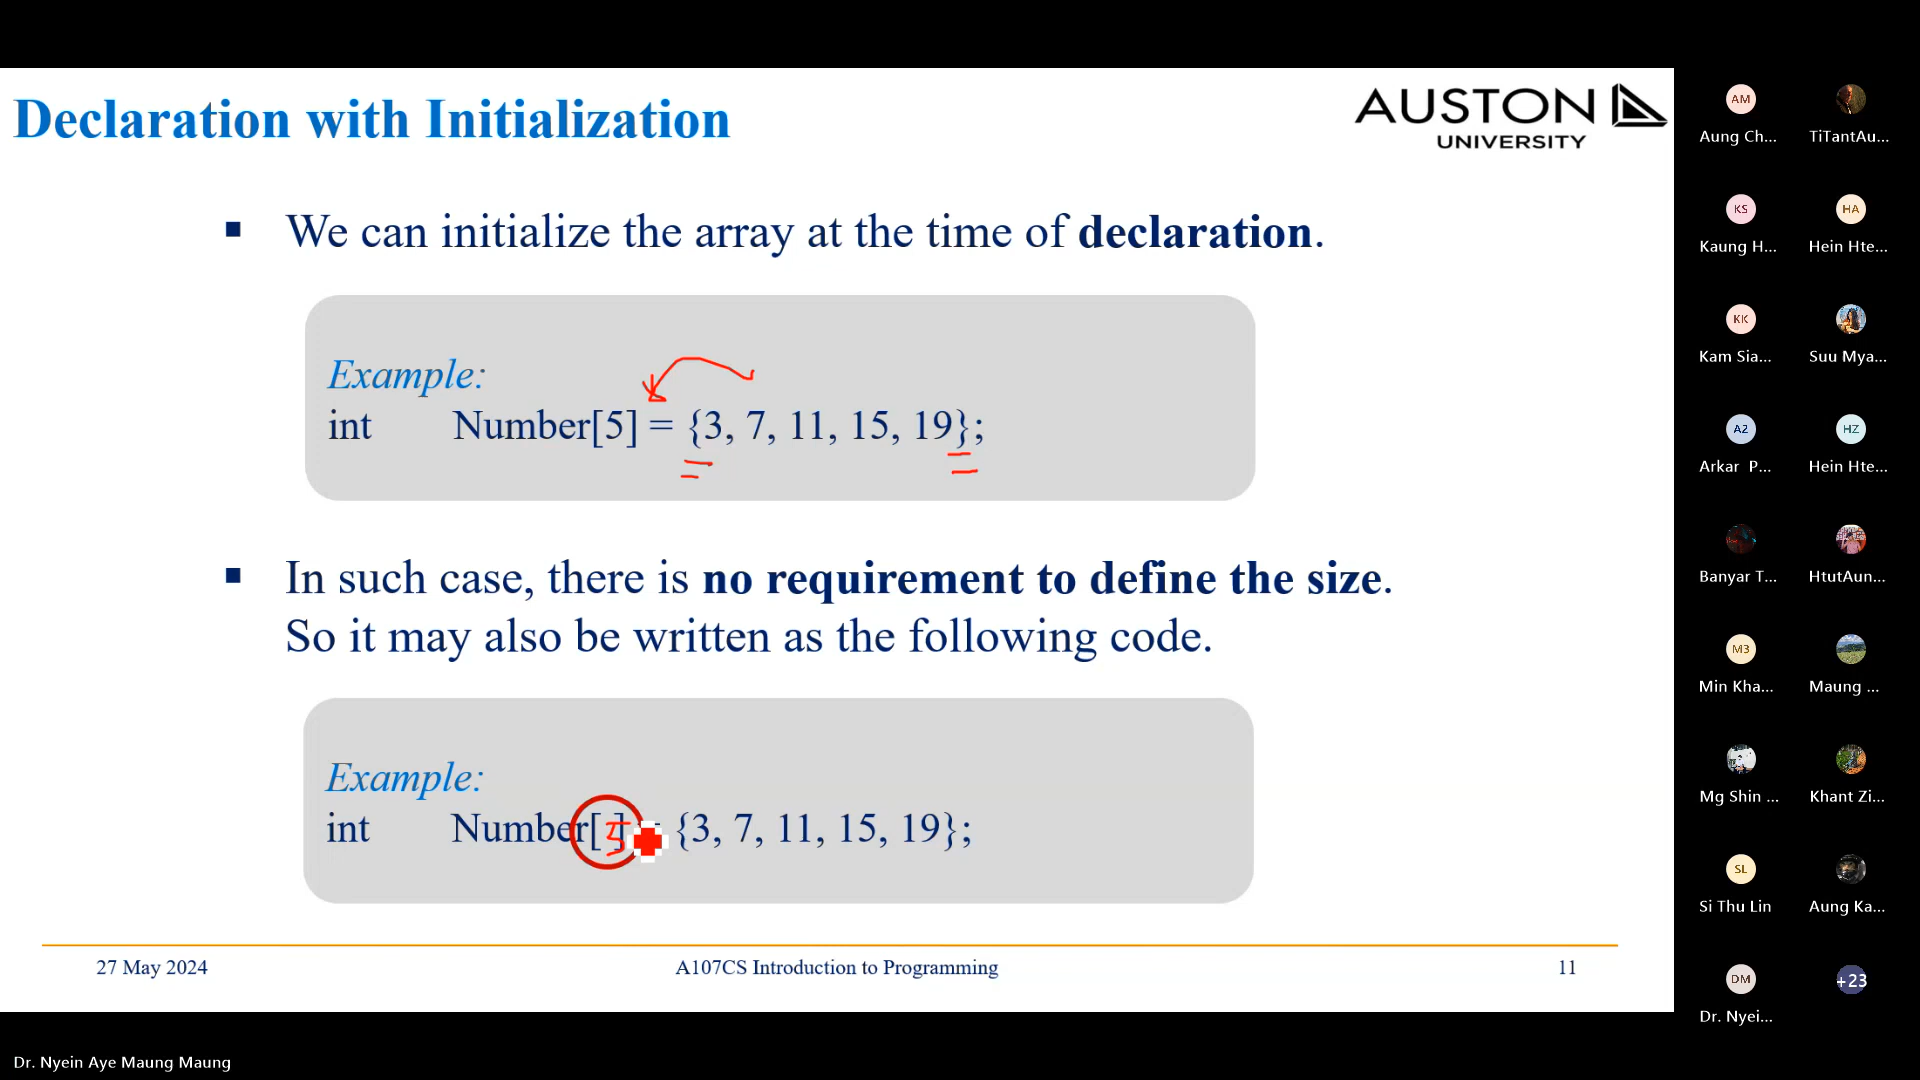 Declaration with Initialization
AUSTON
UNIVERSITY
▪ We can initialize the array at the time of declaration.
Example:
int Number[5] = {3, 7, 11, 15, 19};
▪ In such case, there is no requirement to define the size.
So it may also be written as the following code.
Example:
int Number[5] = {3, 7, 11, 15, 19};
27 May 2024
A107CS Introduction to Programming
11
AM
Aung Ch...
TiTantAu...
KS
Kaung H...
HA
Hein Hte...
KK
Kam Sia...
Suu Mya...
A2
Arkar P...
HZ
Hein Hte...
Banyar T...
HtutAun...
M3
Min Kha...
Maung ...
Mg Shin ...
Khant Zi...
SL
Si Thu Lin
Aung Ka...
DM
Dr. Nyei...
+23
Dr. Nyein Aye Maung Maung